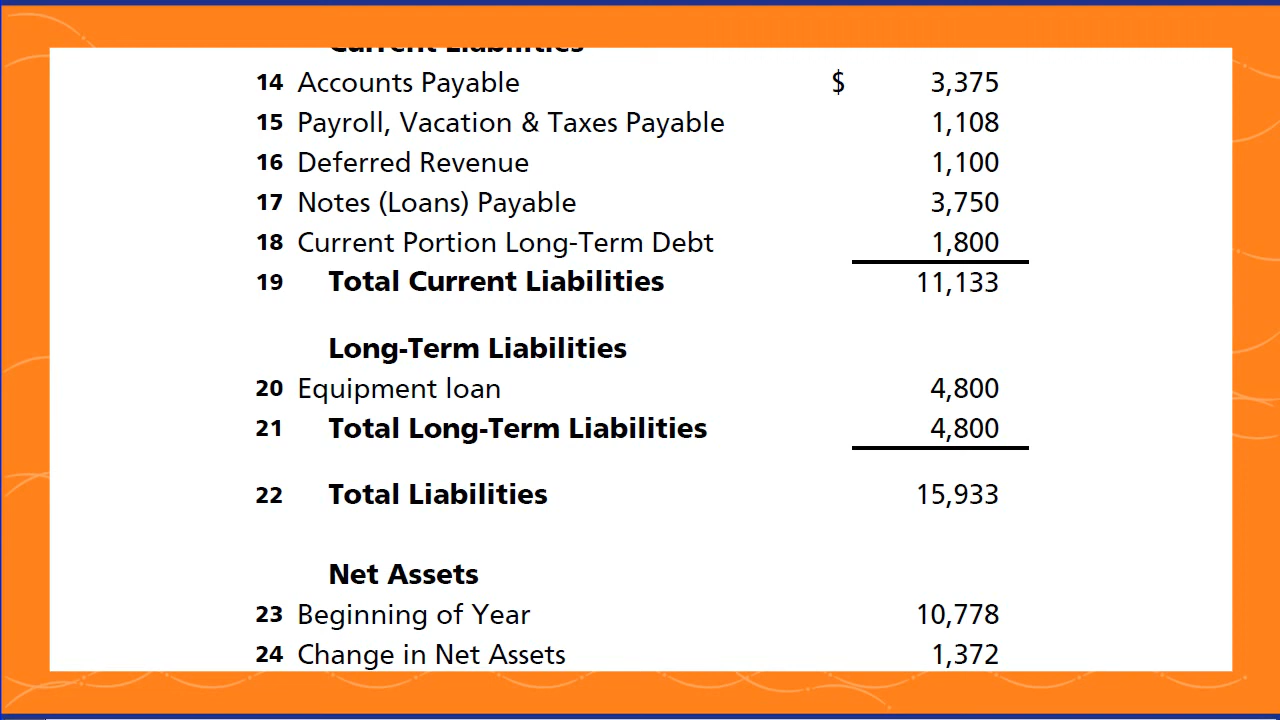 Current Liabilities
14 Accounts Payable $ 3,375
15 Payroll, Vacation & Taxes Payable 1,108
16 Deferred Revenue 1,100
17 Notes (Loans) Payable 3,750
18 Current Portion Long-Term Debt 1,800
19 Total Current Liabilities 11,133
Long-Term Liabilities
20 Equipment loan 4,800
21 Total Long-Term Liabilities 4,800
22 Total Liabilities 15,933
Net Assets
23 Beginning of Year 10,778
24 Change in Net Assets 1,372